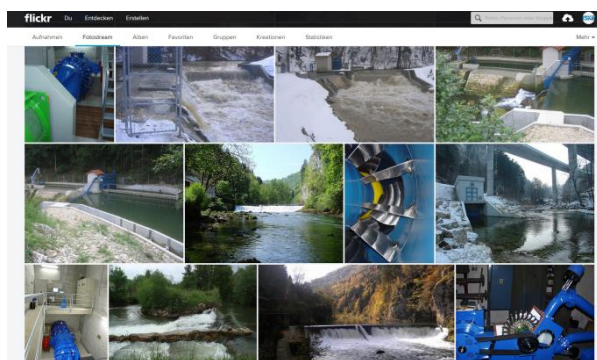 flickr Du Entdecken Erstellen
Aufnahmen Fotostream Alben Favoriten Gruppen Kreationen Statistiken Mehr